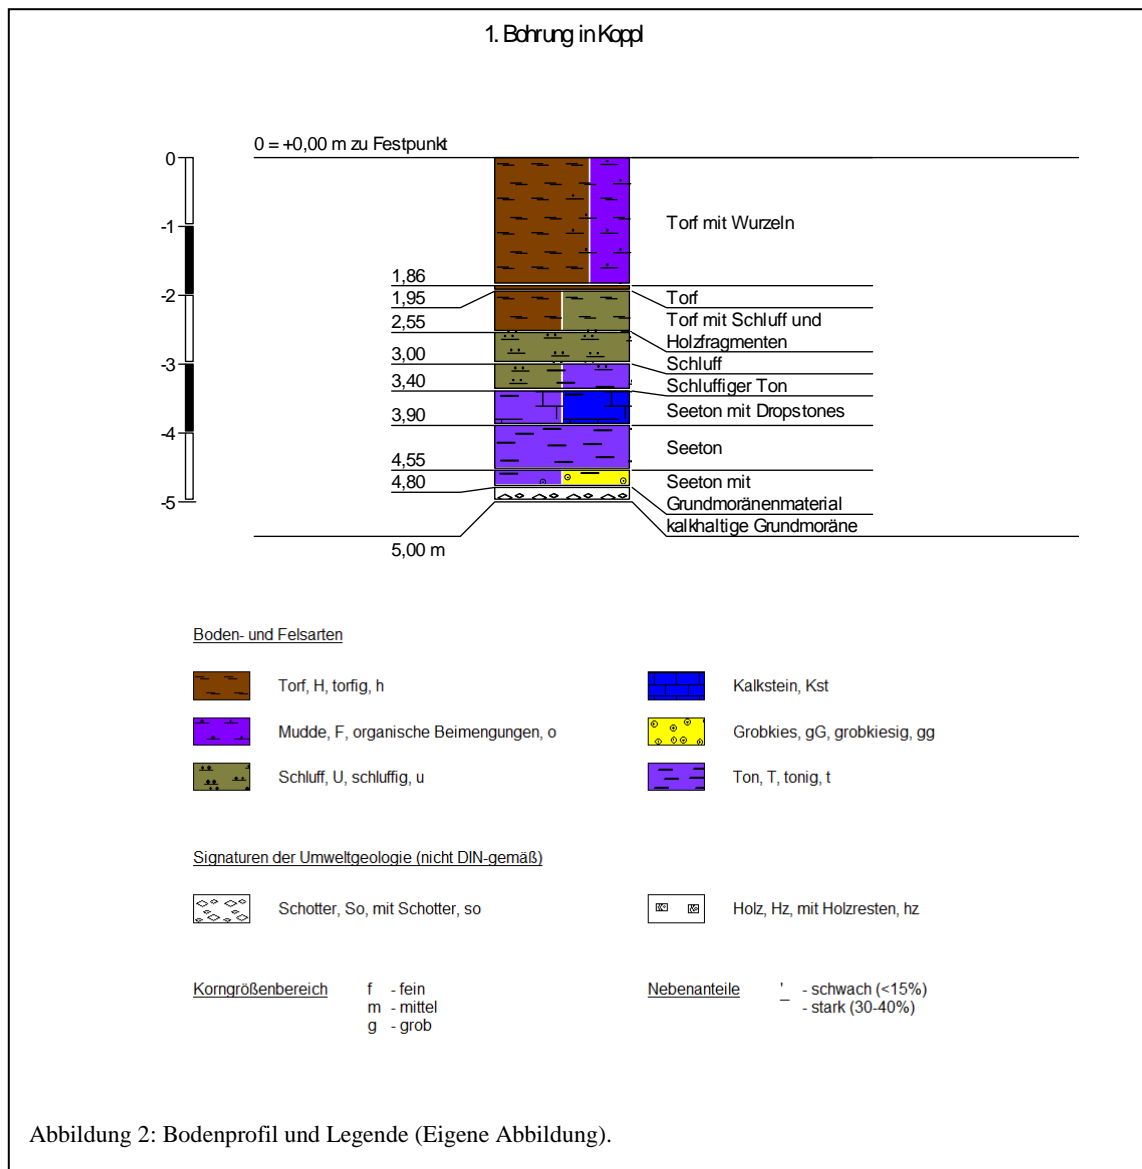 1. Bohrung in Koppl
0 = +0,00 m zu Festpunkt
0
-1
-2
-3
-4
-5
1,86
1,95
2,55
3,00
3,40
3,90
4,55
4,80
5,00 m
Torf mit Wurzeln
Torf
Torf mit Schluff und
Holzfragmenten
Schluff
Schluffiger Ton
Seeton mit Dropstones
Seeton
Seeton mit
Grundmoränenmaterial
kalkhaltige Grundmoräne
Boden- und Felsarten
Torf, H, torfig, h
Kalkstein, Kst
Mudde, F, organische Beimengungen, o
Grobkies, gG, grobkiesig, gg
Schluff, U, schluffig, u
Ton, T, tonig, t
Signaturen der Umweltgeologie (nicht DIN-gemäß)
Schotter, So, mit Schotter, so
Holz, Hz, mit Holzresten, hz
Korngrößenbereich f - fein
m - mittel
g - grob
Nebenanteile ' - schwach (<15%)
_ - stark (30-40%)
Abbildung 2: Bodenprofil und Legende (Eigene Abbildung).